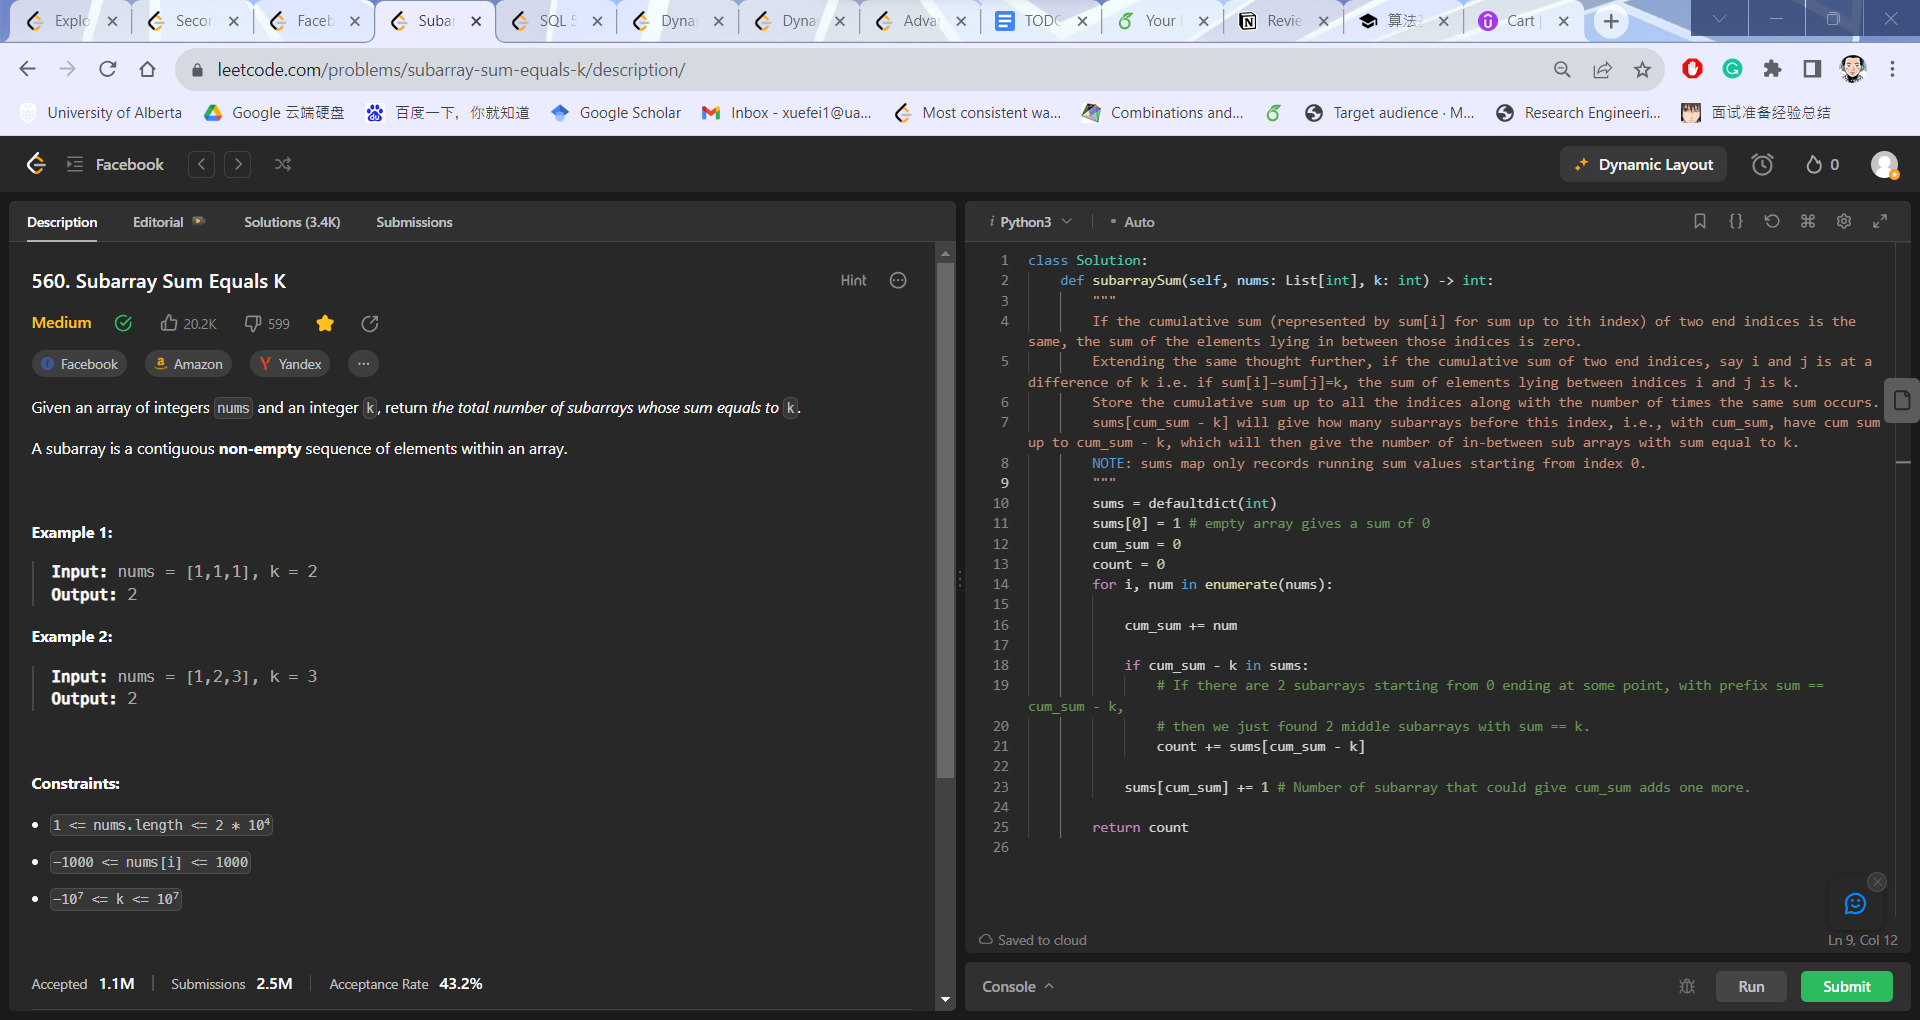 Explo
Secor
Faceb
Subar
SQL 5
Dyna
Dyna
Adva
TODO
Your
Revie
算法
Cart
leetcode.com/problems/subarray-sum-equals-k/description/
University of Alberta
Google 云端硬盘
百度一下，你就知道
Google Scholar
Inbox - xuefei1@ua...
Most consistent wa...
Combinations and...
Target audience · M...
Research Engineeri...
面试准备经验总结
Facebook
Dynamic Layout
0
Description
Editorial
Solutions (3.4K)
Submissions
560. Subarray Sum Equals K
Hint
Medium
20.2K
599
Facebook
Amazon
Yandex
...
Given an array of integers nums and an integer k, return the total number of subarrays whose sum equals to k.
A subarray is a contiguous non-empty sequence of elements within an array.
Example 1:
Input: nums = [1,1,1], k = 2
Output: 2
Example 2:
Input: nums = [1,2,3], k = 3
Output: 2
Constraints:
1 <= nums.length <= 2 * 10⁴
-1000 <= nums[i] <= 1000
-10⁷ <= k <= 10⁷
Accepted 1.1M
Submissions 2.5M
Acceptance Rate 43.2%
i Python3
• Auto
1 class Solution:
2 def subarraySum(self, nums: List[int], k: int) -> int:
3 """
4 If the cumulative sum (represented by sum[i] for sum up to ith index) of two end indices is the
same, the sum of the elements lying in between those indices is zero.
5 Extending the same thought further, if the cumulative sum of two end indices, say i and j is at a
difference of k i.e. if sum[i]−sum[j]=k, the sum of elements lying between indices i and j is k.
6 Store the cumulative sum up to all the indices along with the number of times the same sum occurs.
7 sums[cum_sum - k] will give how many subarrays before this index, i.e., with cum_sum, have cum sum
up to cum_sum - k, which will then give the number of in-between sub arrays with sum equal to k.
8 NOTE: sums map only records running sum values starting from index 0.
9 """
10 sums = defaultdict(int)
11 sums[0] = 1 # empty array gives a sum of 0
12 cum_sum = 0
13 count = 0
14 for i, num in enumerate(nums):
15
16 cum_sum += num
17
18 if cum_sum - k in sums:
19 # If there are 2 subarrays starting from 0 ending at some point, with prefix sum ==
cum_sum - k,
20 # then we just found 2 middle subarrays with sum == k.
21 count += sums[cum_sum - k]
22
23 sums[cum_sum] += 1 # Number of subarray that could give cum_sum adds one more.
24
25 return count
26
Saved to cloud
Ln 9, Col 12
Console
Run
Submit